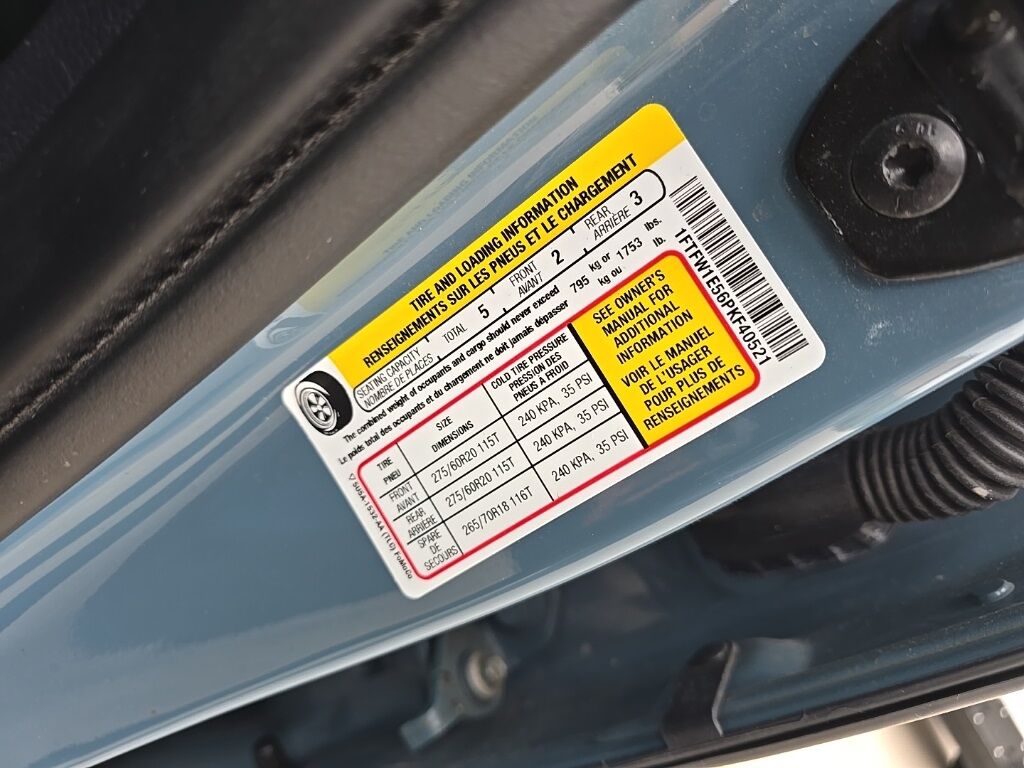 TIRE AND LOADING INFORMATION
RENSEIGNEMENTS SUR LES PNEUS ET LE CHARGEMENT
SEATING CAPACITY
NOMBRE DE PLACES
TOTAL 5
FRONT
AVANT 2
REAR
ARRIÈRE 3
The combined weight of occupants and cargo should never exceed 795 kg or 1753 lbs.
Le poids total des occupants et du chargement ne doit jamais dépasser kg ou lb.
TIRE
PNEU
SIZE
DIMENSIONS
COLD TIRE PRESSURE
PRESSION DES
PNEUS A FROID
FRONT
AVANT
275/60R20 115T
240 KPA, 35 PSI
REAR
ARRIÈRE
275/60R20 115T
240 KPA, 35 PSI
SPARE
DE
SECOURS
265/70R18 116T
240 KPA, 35 PSI
SEE OWNER'S
MANUAL FOR
ADDITIONAL
INFORMATION
VOIR LE MANUEL
DE L'USAGER
POUR PLUS DE
RENSEIGNEMENTS
1FTFW1E56PKF40521
5U5A-1532-AA (TLU) FoMoCo